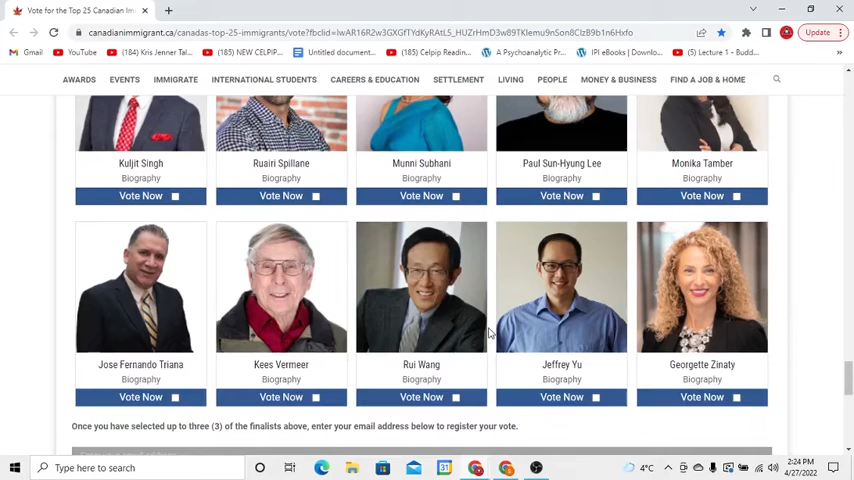 Vote for the Top 25 Canadian Imm
canadianimmigrant.ca/canadas-top-25-immigrants/vote?fbclid=IwAR16R2w3GXGfTYdKyRAtLS_HUZrHmD3w89TKlemu9nSon8ClzB9b1n6Hxfo
Update
Gmail YouTube (184) Kris Jenner Tal... (185) NEW CELPIP... Untitled document... (185) Celpip Readin... A Psychoanalytic Pr... IPI eBooks | Downlo... (5) Lecture 1 - Budd...
AWARDS EVENTS IMMIGRATE INTERNATIONAL STUDENTS CAREERS & EDUCATION SETTLEMENT LIVING PEOPLE MONEY & BUSINESS FIND A JOB & HOME
Kuljit Singh Ruairi Spillane Munni Subhani Paul Sun-Hyung Lee Monika Tamber
Biography Biography Biography Biography Biography
Vote Now Vote Now Vote Now Vote Now Vote Now
Jose Fernando Triana Kees Vermeer Rui Wang Jeffrey Yu Georgette Zinaty
Biography Biography Biography Biography Biography
Vote Now Vote Now Vote Now Vote Now Vote Now
Once you have selected up to three (3) of the finalists above, enter your email address below to register your vote.
Type here to search
31
4°C
2:24 PM
4/27/2022